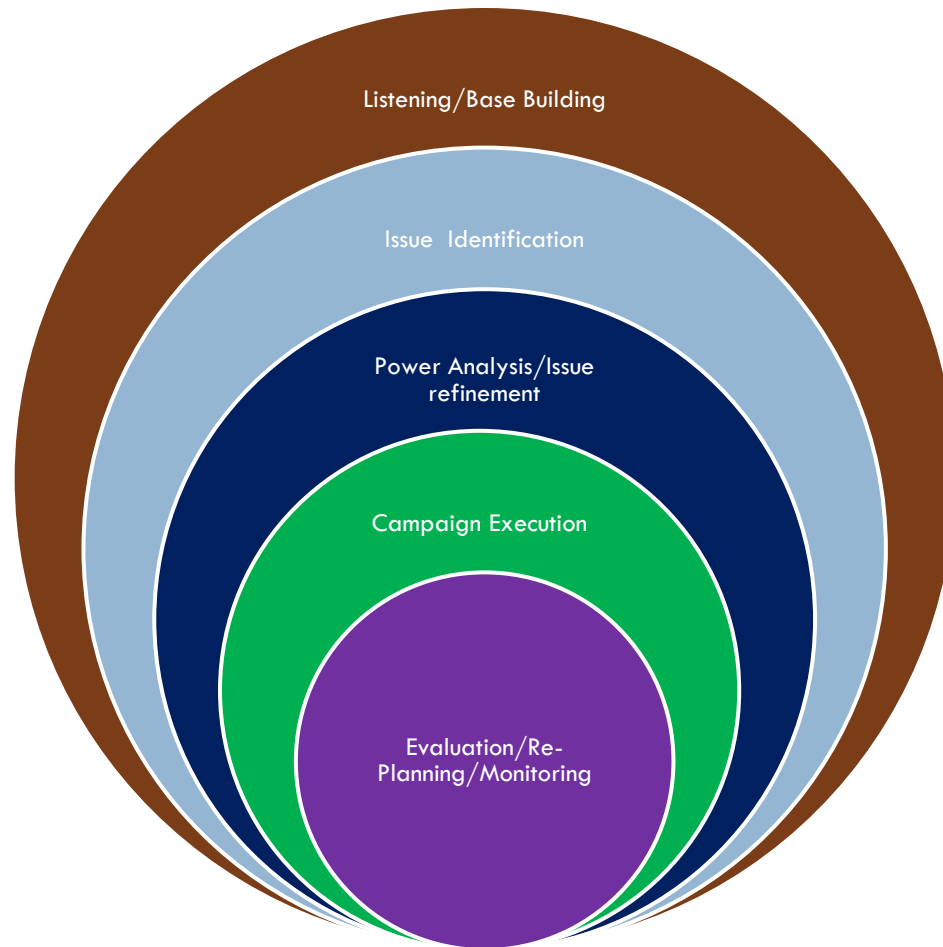 Listening/Base Building
Issue  Identification
Power Analysis/Issue
refinement
Campaign Execution
Evaluation/Re-
Planning/Monitoring